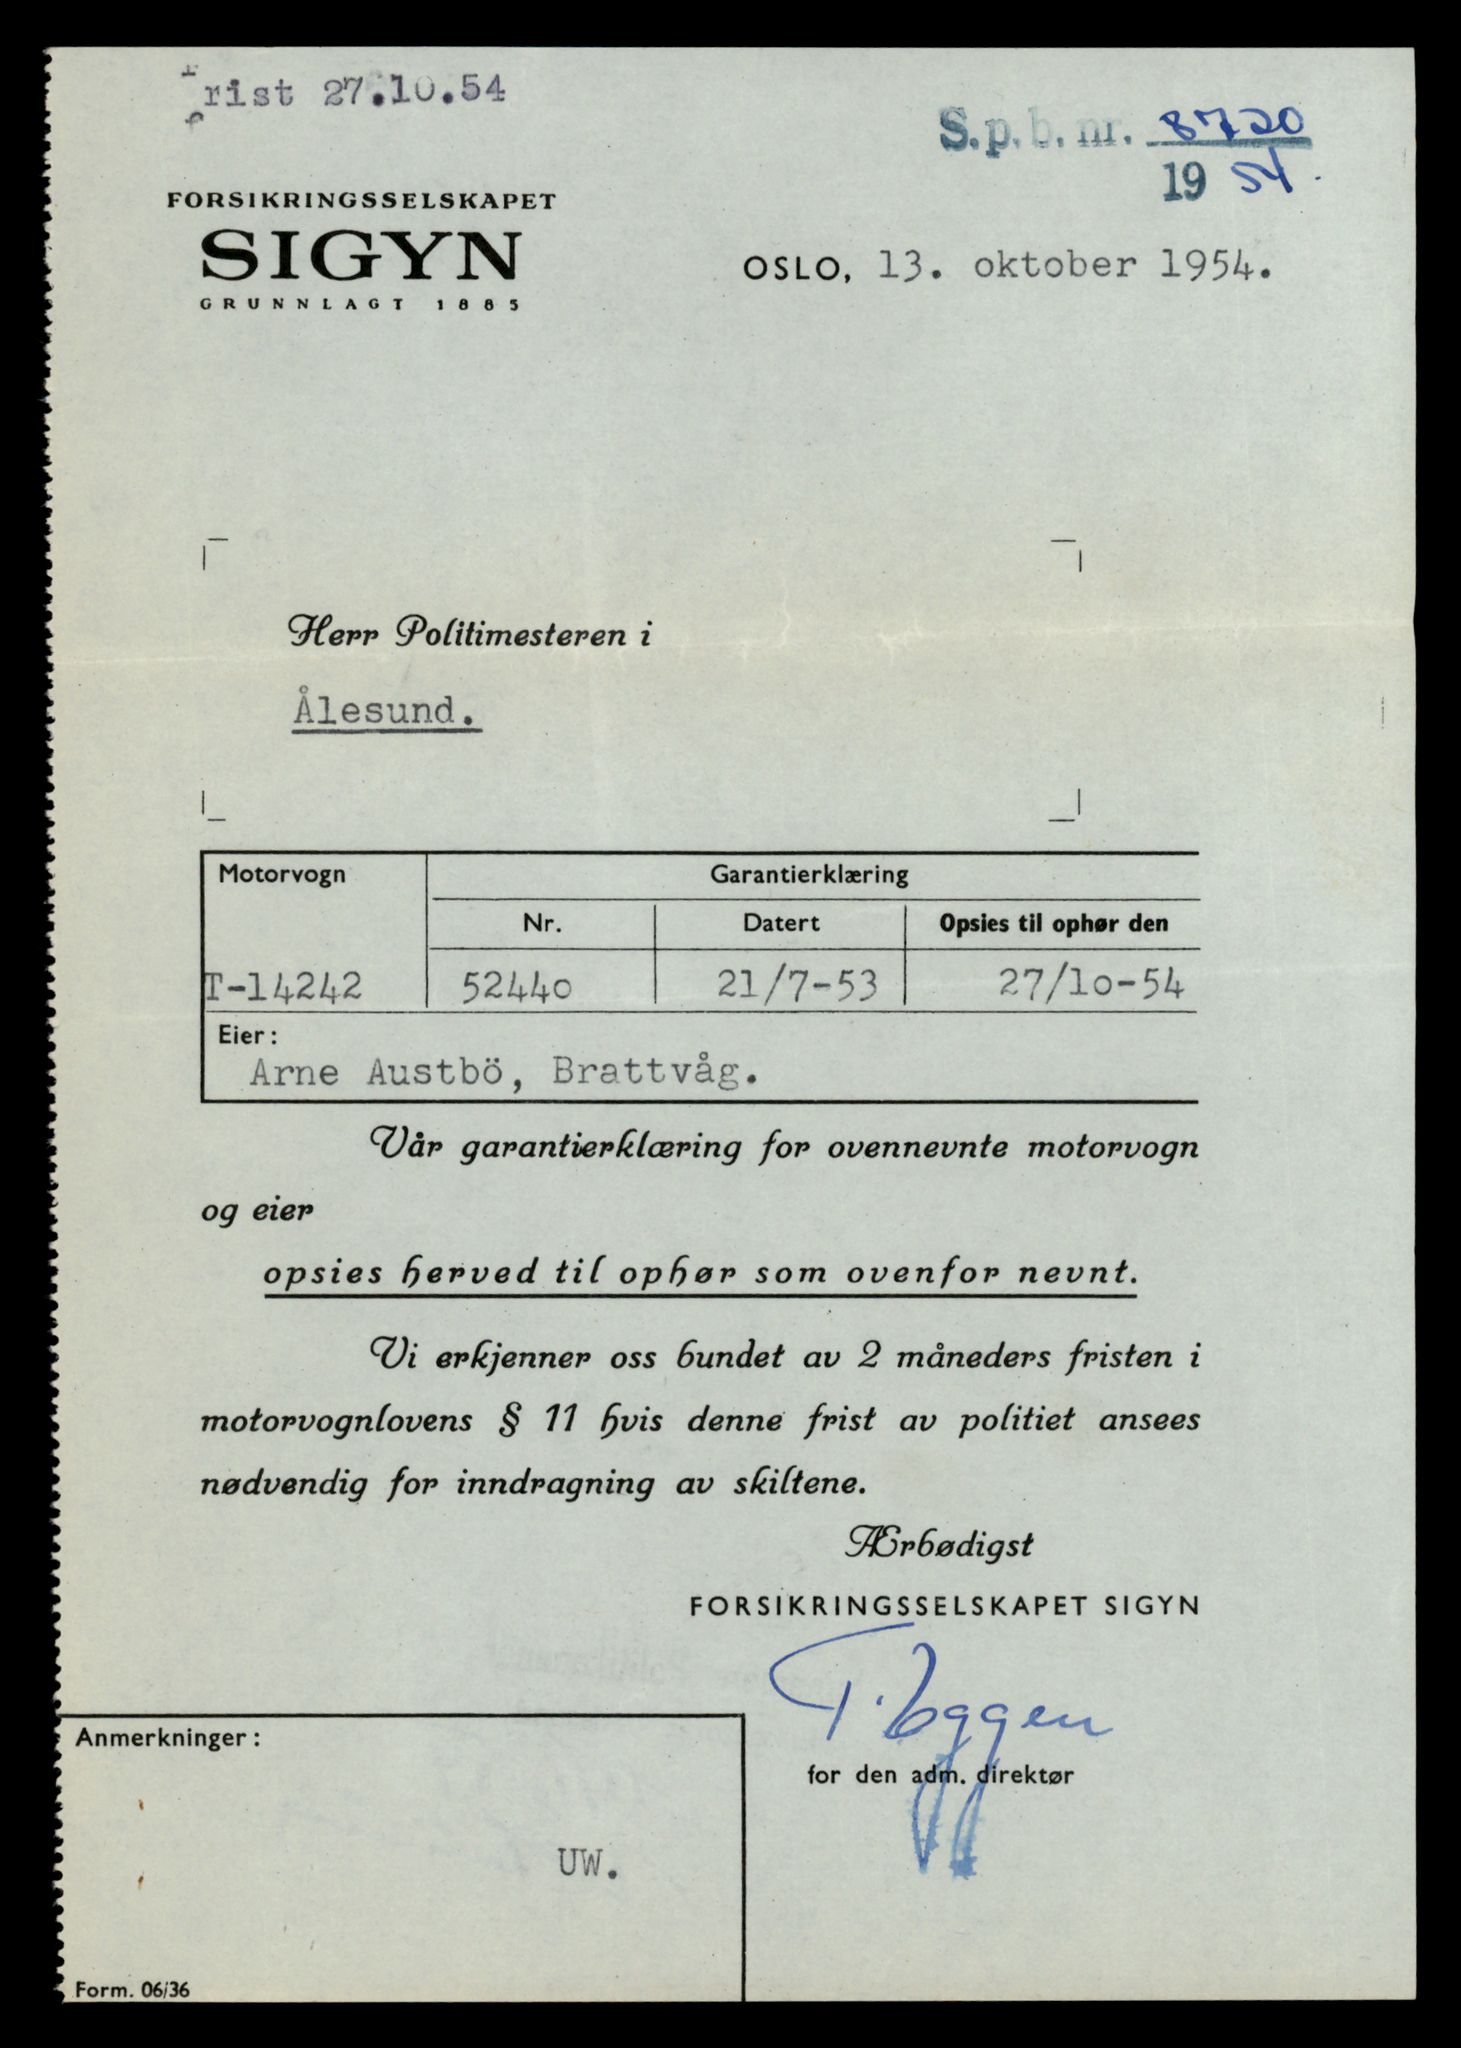 Frist 27.10.54
S.p.b. nr. 8720
19 54.
FORSIKRINGSSELSKAPET
SIGYN
GRUNNLAGT 1885
OSLO, 13. oktober 1954.
Herr Politimesteren i
Ålesund.
Motorvogn Garantierklæring
Nr. Datert Opsies til ophør den
T-14242 52440 21/7-53 27/10-54
Eier:
Arne Austbö, Brattvåg.
Vår garantierklæring for ovennevnte motorvogn
og eier
opsies herved til ophør som ovenfor nevnt.
Vi erkjenner oss bundet av 2 måneders fristen i
motorvognlovens § 11 hvis denne frist av politiet ansees
nødvendig for inndragning av skiltene.
Ærbødigst
FORSIKRINGSSELSKAPET SIGYN
for den adm. direktør
Anmerkninger:
UW.
Form. 06/36